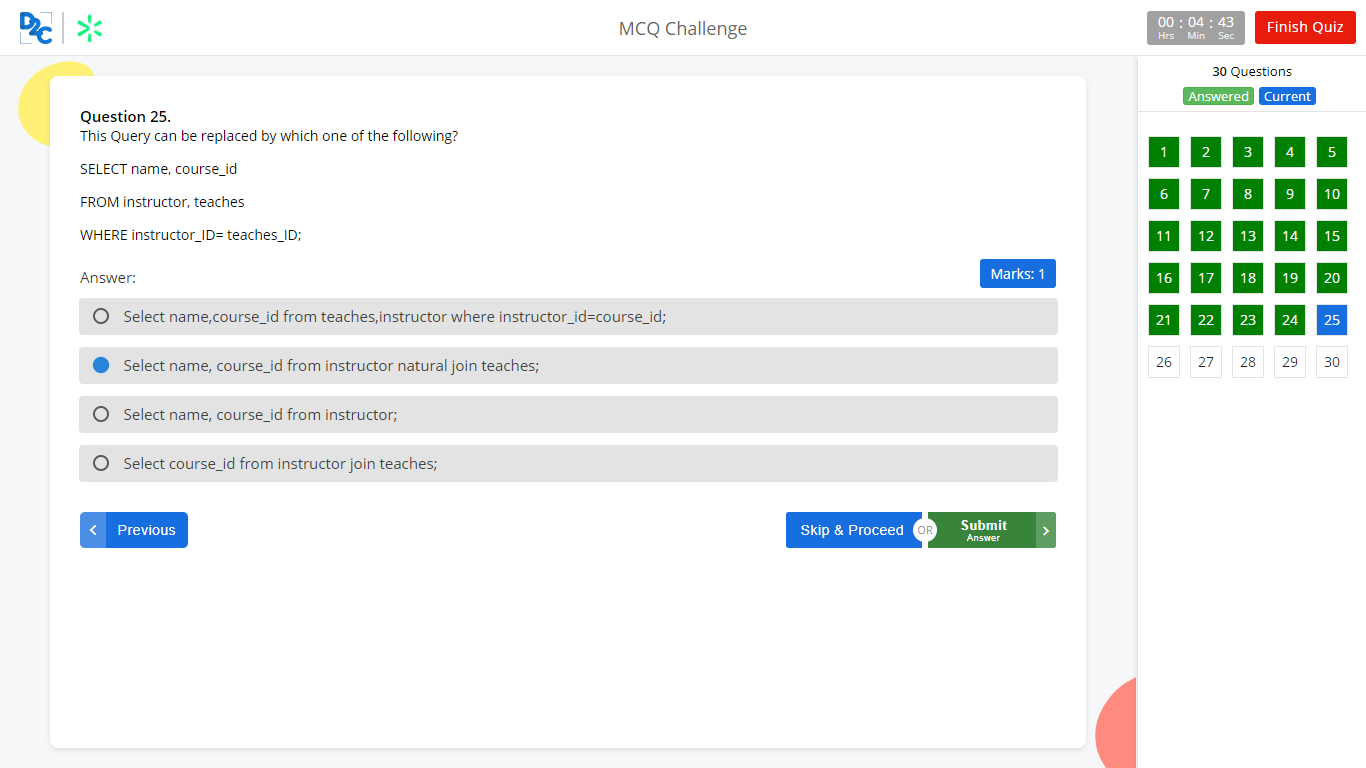 D2C
MCQ Challenge
00 : 04 : 43
Hrs Min Sec
Finish Quiz
30 Questions
Answered Current
Question 25.
This Query can be replaced by which one of the following?
SELECT name, course_id
FROM instructor, teaches
WHERE instructor_ID= teaches_ID;
Answer:
Marks: 1
Select name,course_id from teaches,instructor where instructor_id=course_id;
Select name, course_id from instructor natural join teaches;
Select name, course_id from instructor;
Select course_id from instructor join teaches;
Previous
Skip & Proceed
OR
Submit
Answer
1 2 3 4 5
6 7 8 9 10
11 12 13 14 15
16 17 18 19 20
21 22 23 24 25
26 27 28 29 30